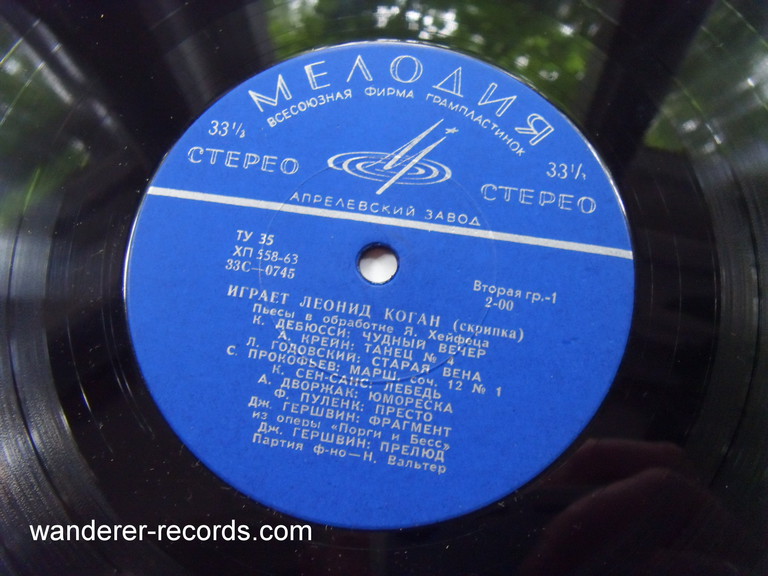 МЕЛОДИЯ
ВСЕСОЮЗНАЯ ФИРМА ГРАМПЛАСТИНОК
33⅓ 33⅓
СТЕРЕО СТЕРЕО
АПРЕЛЕВСКИЙ ЗАВОД
ТУ 35
ХП 558-63
33С—0745
Вторая гр.-1
2-00
ИГРАЕТ ЛЕОНИД КОГАН (скрипка)
Пьесы в обработке Я. Хейфеца
К. ДЕБЮССИ: ЧУДНЫЙ ВЕЧЕР
А. КРЕЙН: ТАНЕЦ № 4
Л. ГОДОВСКИЙ: СТАРАЯ ВЕНА
С. ПРОКОФЬЕВ: МАРШ, соч. 12 № 1
К. СЕН-САНС: ЛЕБЕДЬ
А. ДВОРЖАК: ЮМОРЕСКА
Ф. ПУЛЕНК: ПРЕСТО
Дж. ГЕРШВИН: ФРАГМЕНТ
из оперы «Порги и Бесс»
Дж. ГЕРШВИН: ПРЕЛЮД
Партия ф-но—Н. Вальтер
wanderer-records.com